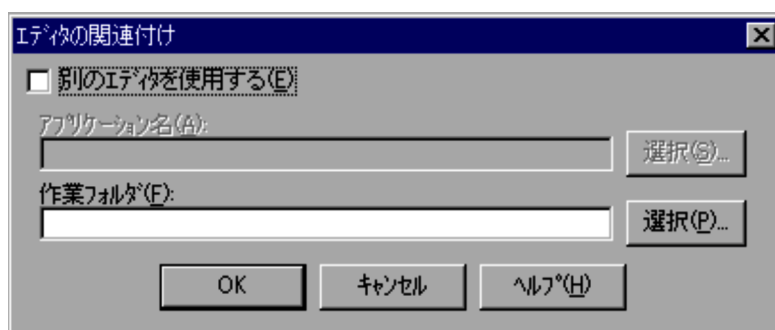 ｴﾃﾞｨﾀの関連付け
別のｴﾃﾞｨﾀを使用する(E)
ｱﾌﾟﾘｹｰｼｮﾝ名(A):
選択(S)...
作業ﾌｫﾙﾀﾞ(F):
選択(P)...
OK
ｷｬﾝｾﾙ
ﾍﾙﾌﾟ(H)